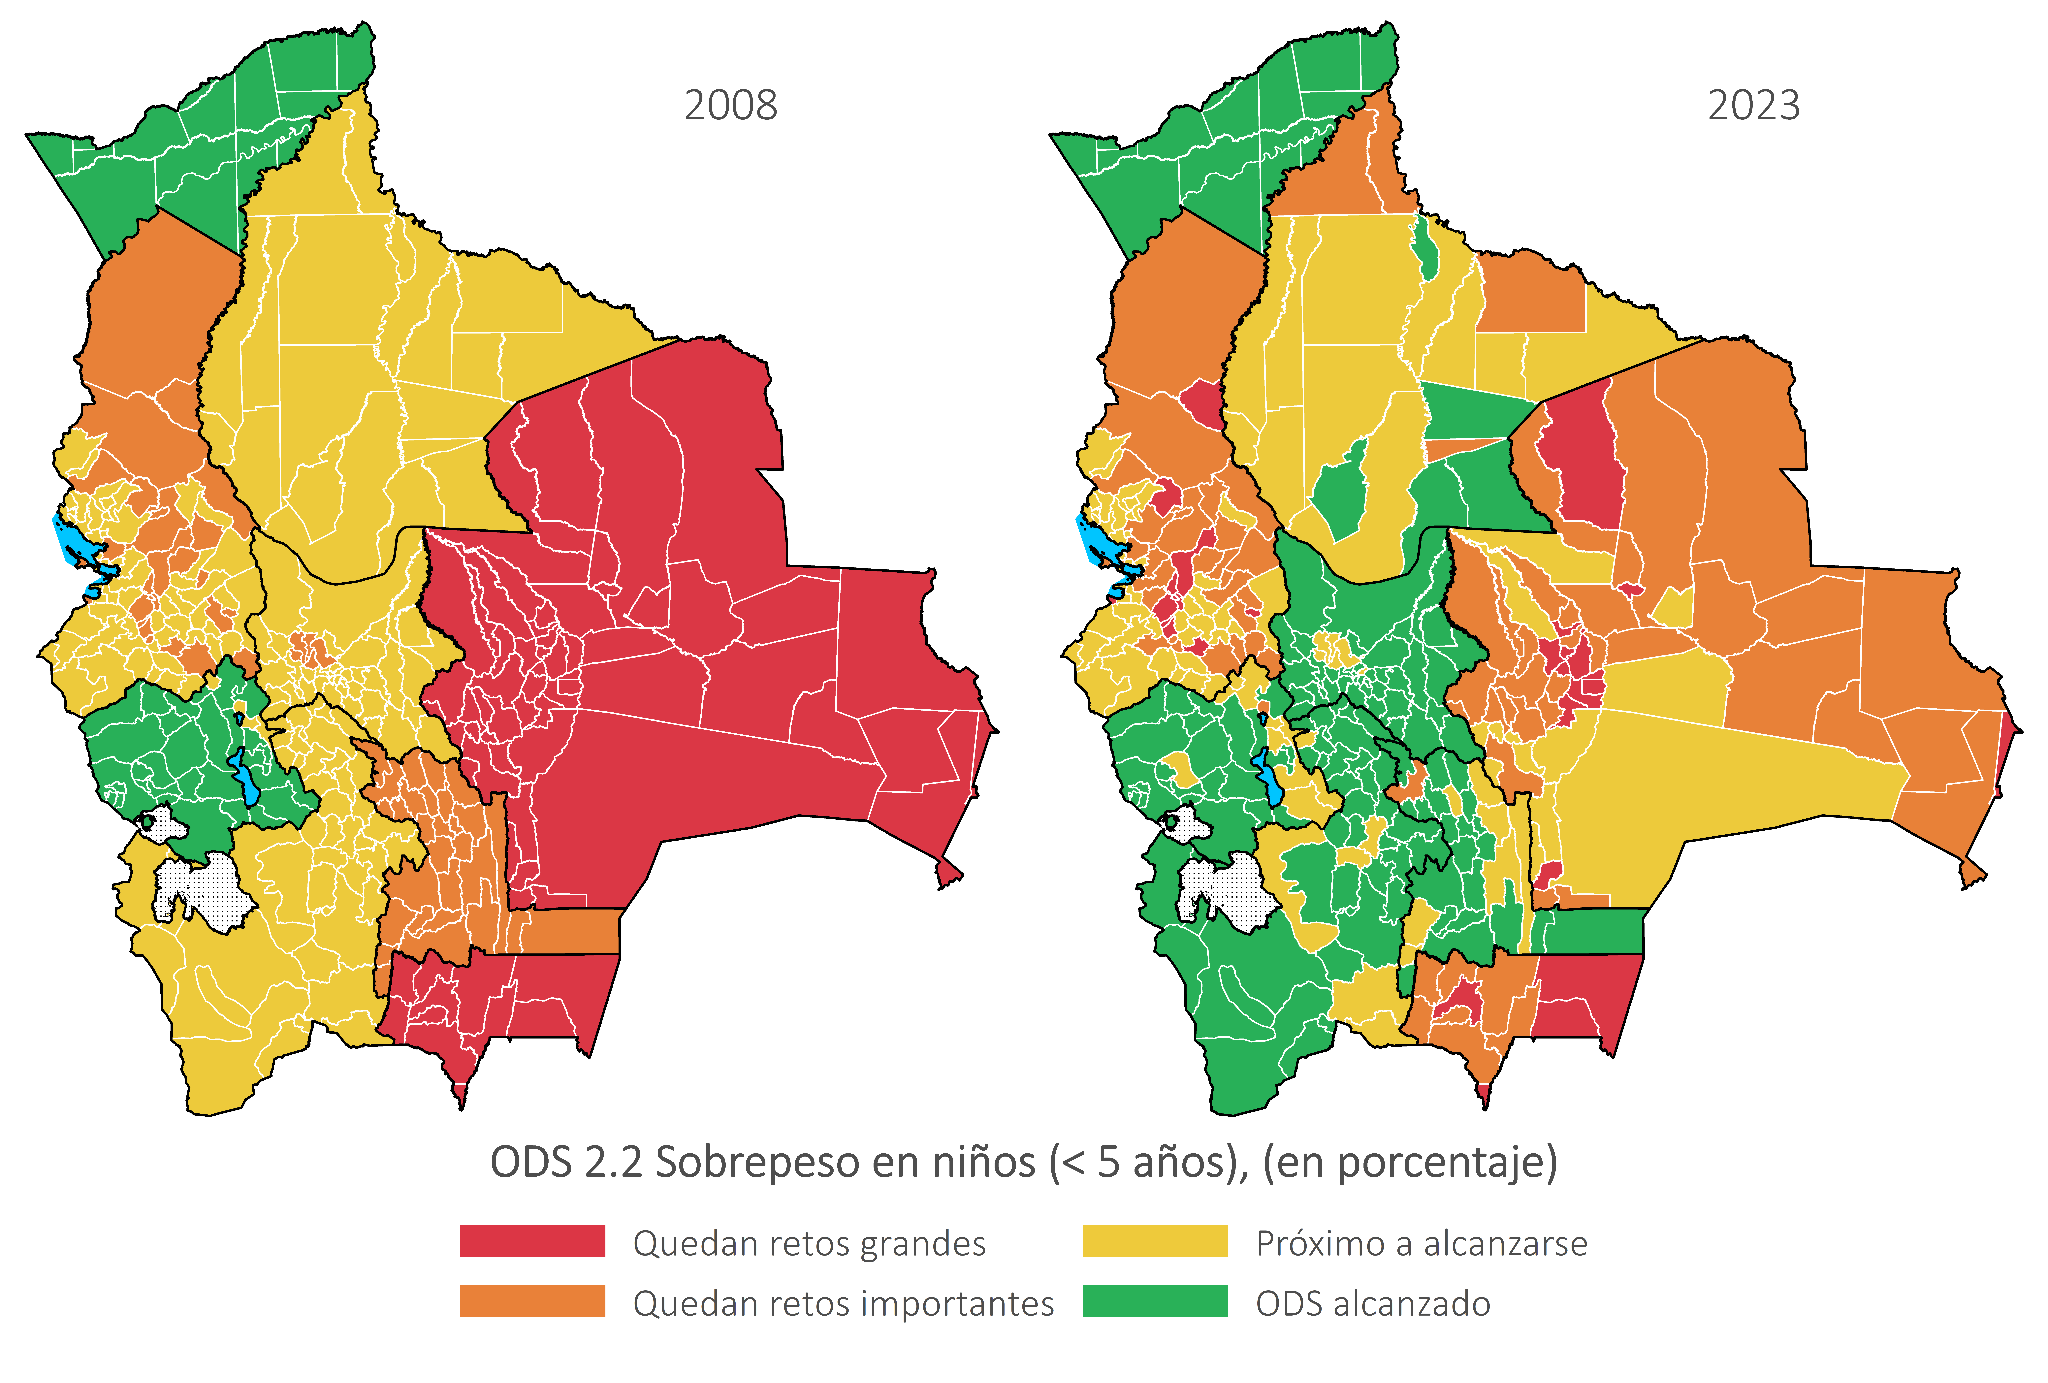 2008
2023
ODS 2.2 Sobrepeso en niños (< 5 años), (en porcentaje)
Quedan retos grandes
Próximo a alcanzarse
Quedan retos importantes
ODS alcanzado